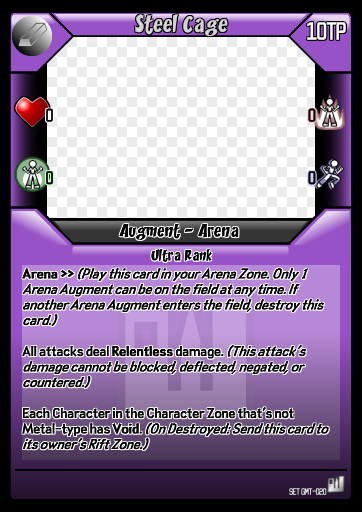 Steel Cage
10TP
0
0
0
0
Augment - Arena
Ultra Rank
Arena >> (Play this card in your Arena Zone. Only 1
Arena Augment can be on the field at any time. If
another Arena Augment enters the field, destroy this
card.)
All attacks deal Relentless damage. (This attack's
damage cannot be blocked, deflected, negated, or
countered.)
Each Character in the Character Zone that's not
Metal-type has Void. (On Destroyed: Send this card to
its owner's Rift Zone.)
SET GMT-020